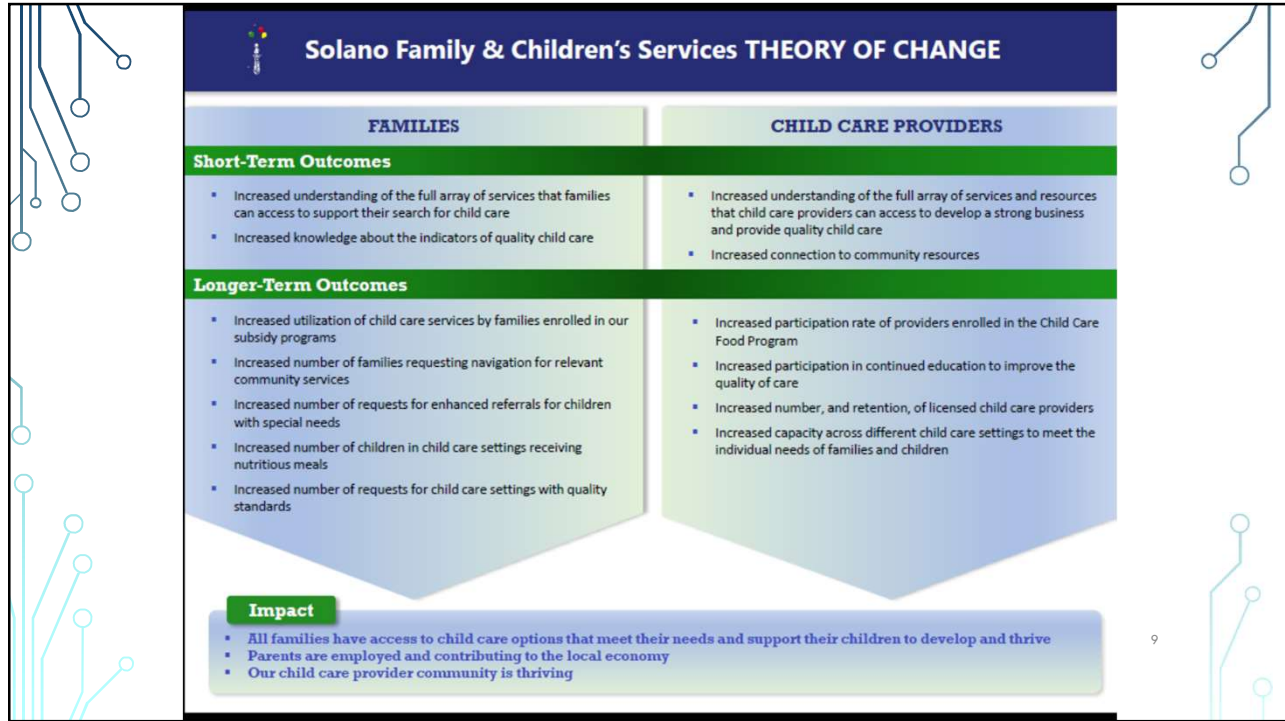 Solano Family & Children's Services THEORY OF CHANGE
FAMILIES
Short-Term Outcomes
▪ Increased understanding of the full array of services that families
can access to support their search for child care
▪ Increased knowledge about the indicators of quality child care
CHILD CARE PROVIDERS
▪ Increased understanding of the full array of services and resources
that child care providers can access to develop a strong business
and provide quality child care
▪ Increased connection to community resources
Longer-Term Outcomes
▪ Increased utilization of child care services by families enrolled in our
subsidy programs
▪ Increased number of families requesting navigation for relevant
community services
▪ Increased number of requests for enhanced referrals for children
with special needs
▪ Increased number of children in child care settings receiving
nutritious meals
▪ Increased number of requests for child care settings with quality
standards
▪ Increased participation rate of providers enrolled in the Child Care
Food Program
▪ Increased participation in continued education to improve the
quality of care
▪ Increased number, and retention, of licensed child care providers
▪ Increased capacity across different child care settings to meet the
individual needs of families and children
Impact
▪ All families have access to child care options that meet their needs and support their children to develop and thrive
▪ Parents are employed and contributing to the local economy
▪ Our child care provider community is thriving
9